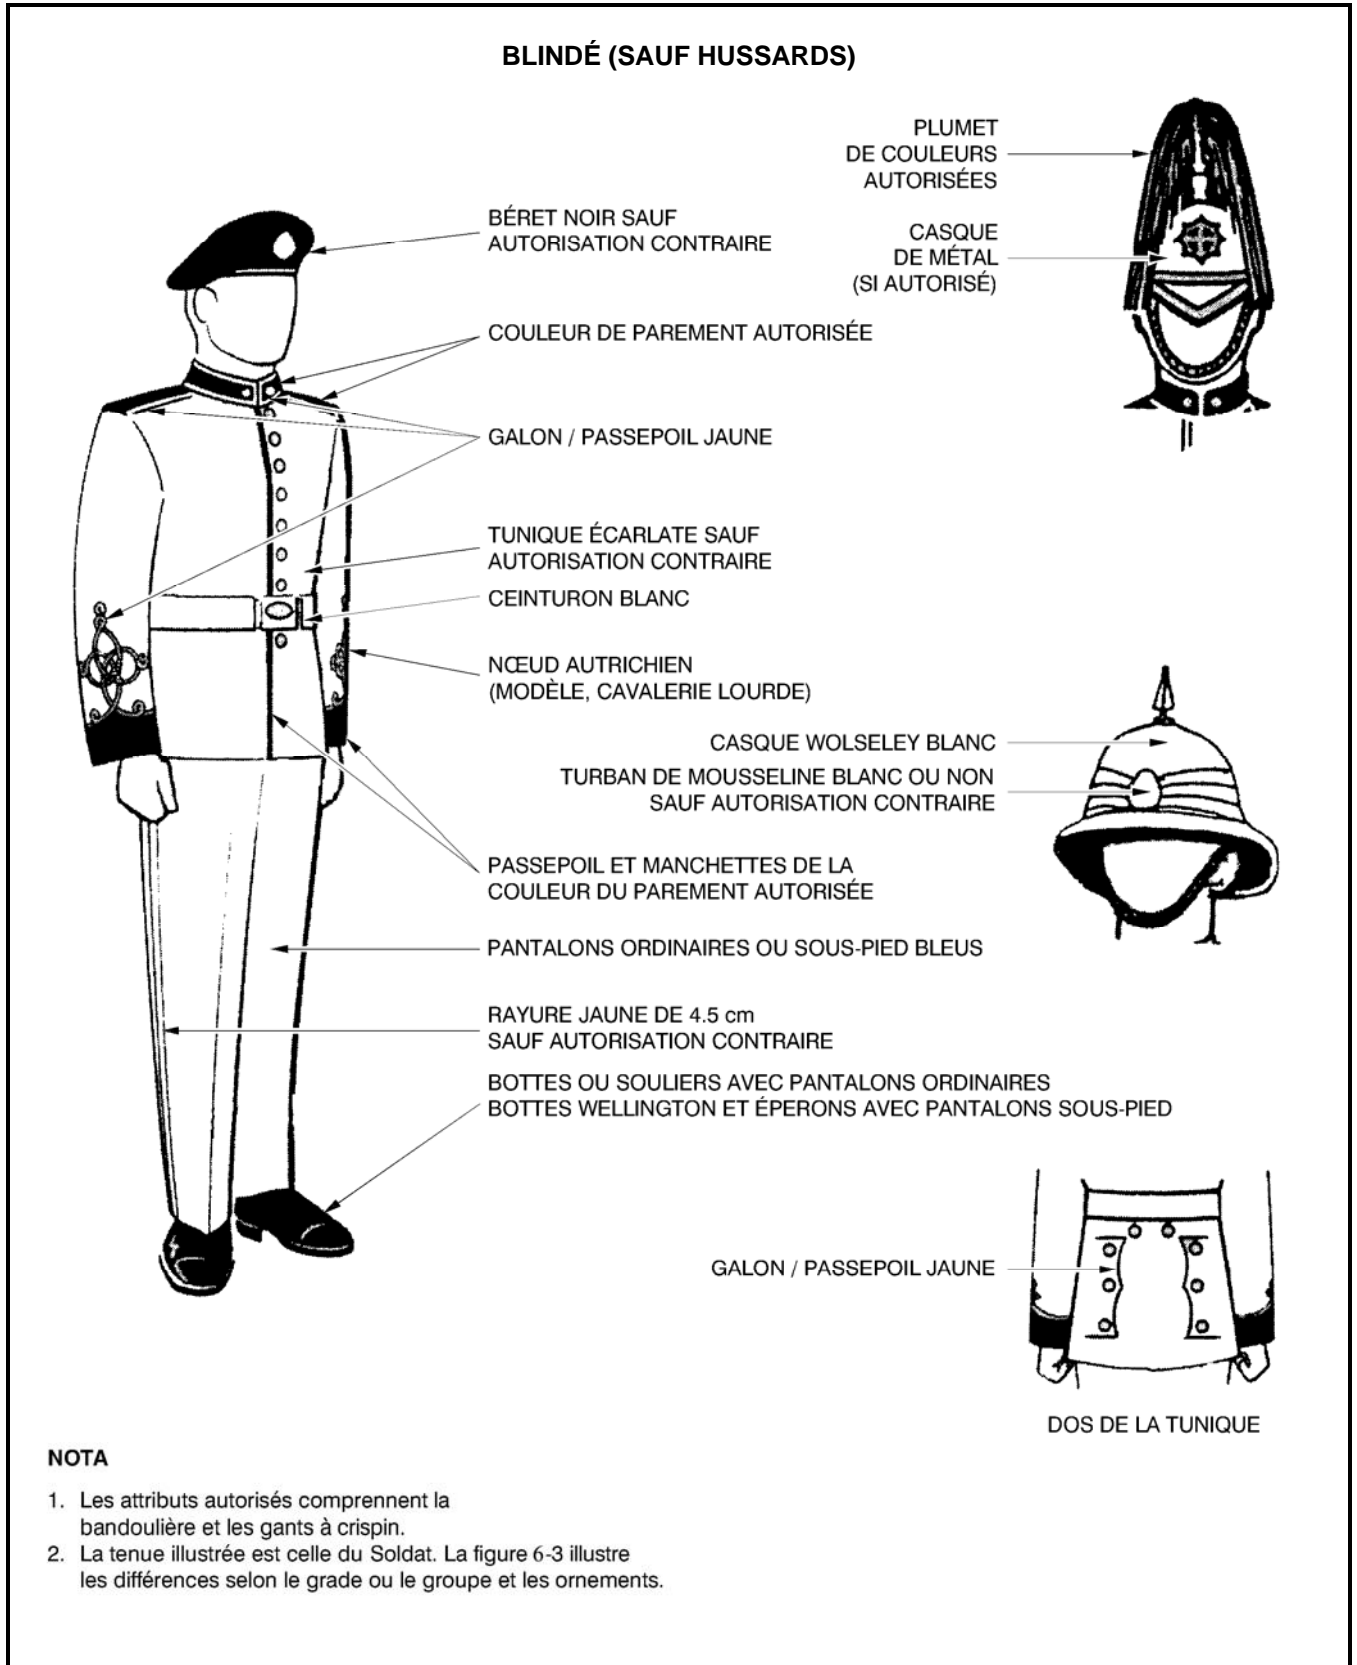 BLINDÉ (SAUF HUSSARDS)
PLUMET
DE COULEURS
AUTORISÉES
BÉRET NOIR SAUF
AUTORISATION CONTRAIRE
CASQUE
DE MÉTAL
(SI AUTORISÉ)
COULEUR DE PAREMENT AUTORISÉE
GALON / PASSEPOIL JAUNE
TUNIQUE ÉCARLATE SAUF
AUTORISATION CONTRAIRE
CEINTURON BLANC
NŒUD AUTRICHIEN
(MODÈLE, CAVALERIE LOURDE)
CASQUE WOLSELEY BLANC
TURBAN DE MOUSSELINE BLANC OU NON
SAUF AUTORISATION CONTRAIRE
PASSEPOIL ET MANCHETTES DE LA
COULEUR DU PAREMENT AUTORISÉE
PANTALONS ORDINAIRES OU SOUS-PIED BLEUS
RAYURE JAUNE DE 4.5 cm
SAUF AUTORISATION CONTRAIRE
BOTTES OU SOULIERS AVEC PANTALONS ORDINAIRES
BOTTES WELLINGTON ET ÉPERONS AVEC PANTALONS SOUS-PIED
GALON / PASSEPOIL JAUNE
DOS DE LA TUNIQUE
NOTA
1. Les attributs autorisés comprennent la
bandoulière et les gants à crispin.
2. La tenue illustrée est celle du Soldat. La figure 6-3 illustre
les différences selon le grade ou le groupe et les ornements.